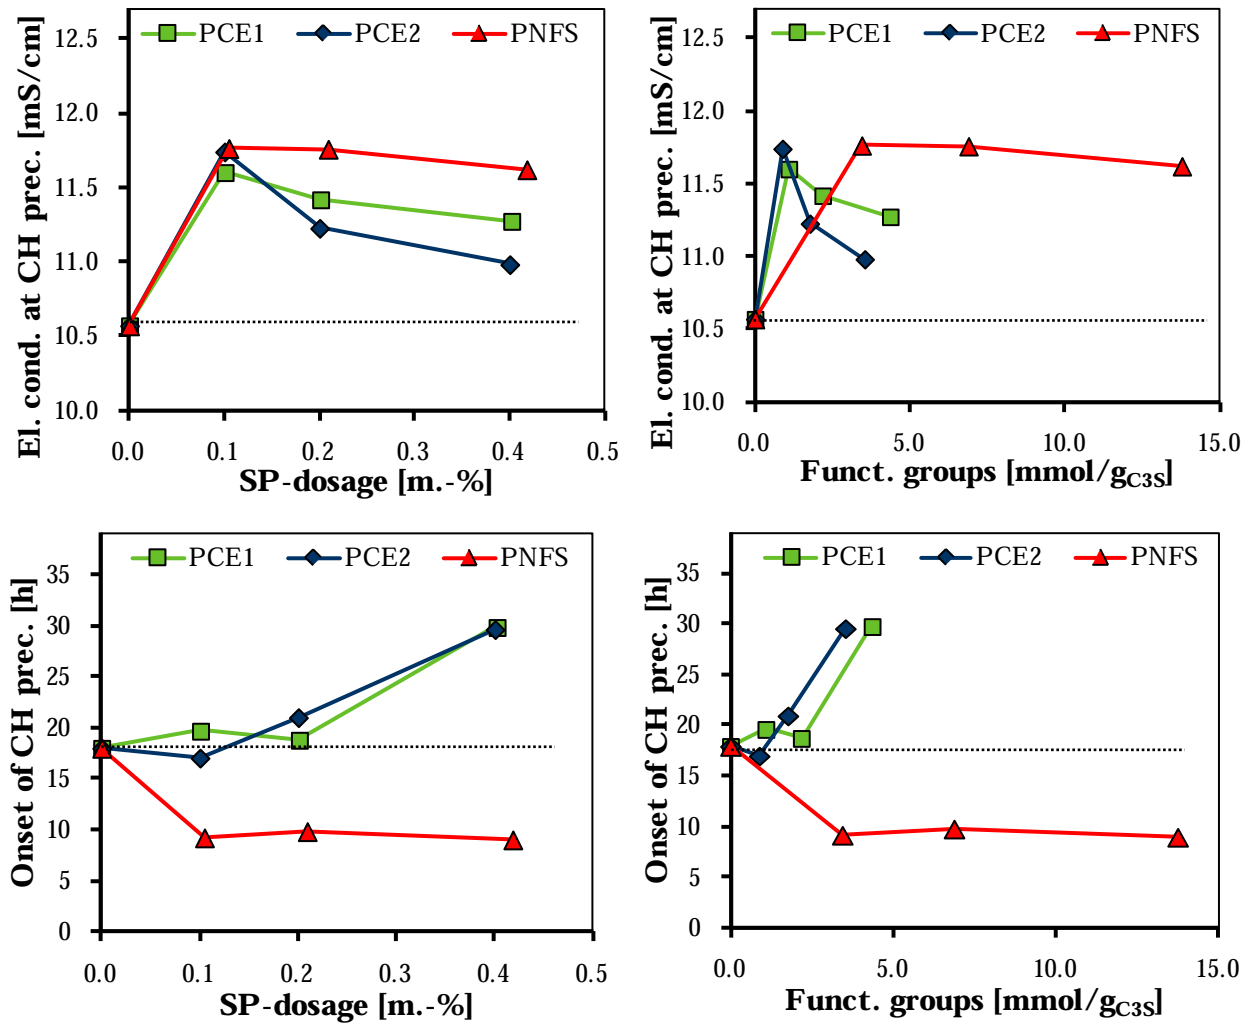 PCE1 PCE2 PNFS
El. cond. at CH prec. [mS/cm]
12.5
12.0
11.5
11.0
10.5
10.0
0.0 0.1 0.2 0.3 0.4 0.5
SP-dosage [m.-%]
PCE1 PCE2 PNFS
El. cond. at CH prec. [mS/cm]
12.5
12.0
11.5
11.0
10.5
10.0
0.0 5.0 10.0 15.0
Funct. groups [mmol/gC3S]
PCE1 PCE2 PNFS
Onset of CH prec. [h]
35
30
25
20
15
10
5
0
0.0 0.1 0.2 0.3 0.4 0.5
SP-dosage [m.-%]
PCE1 PCE2 PNFS
Onset of CH prec. [h]
35
30
25
20
15
10
5
0
0.0 5.0 10.0 15.0
Funct. groups [mmol/gC3S]